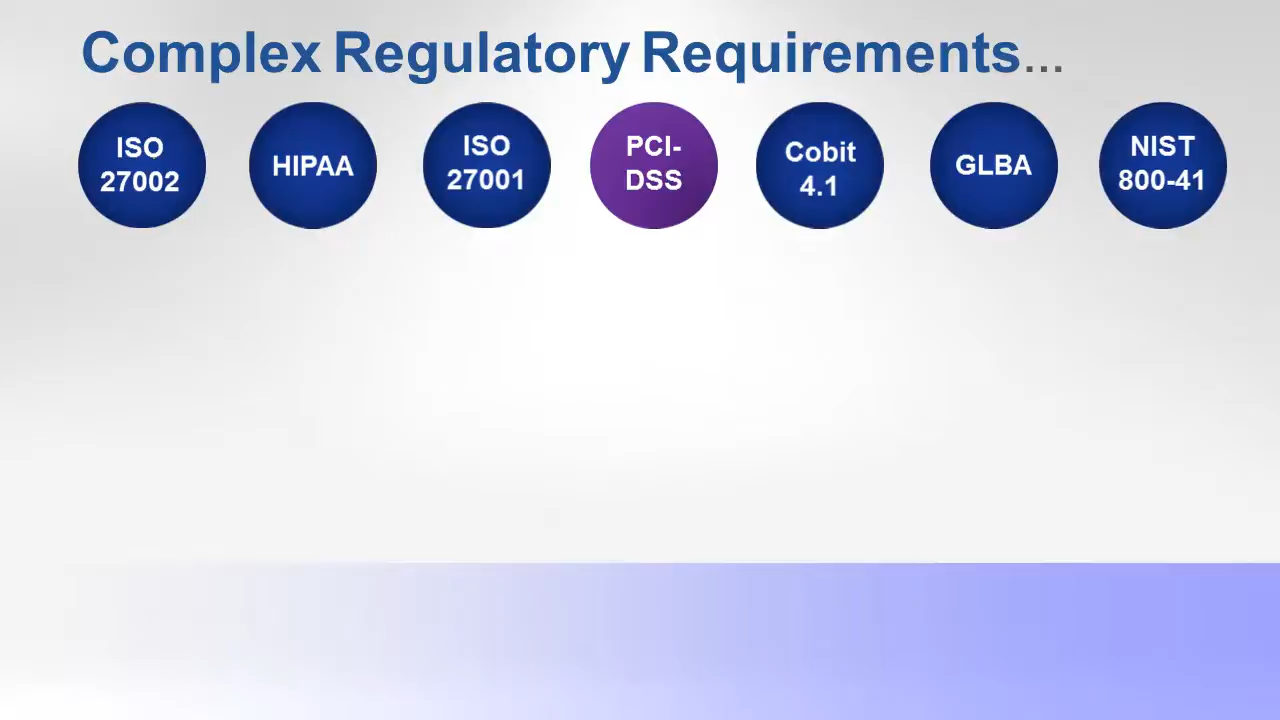 Complex Regulatory Requirements...
ISO
27002
HIPAA
ISO
27001
PCI-
DSS
Cobit
4.1
GLBA
NIST
800-41